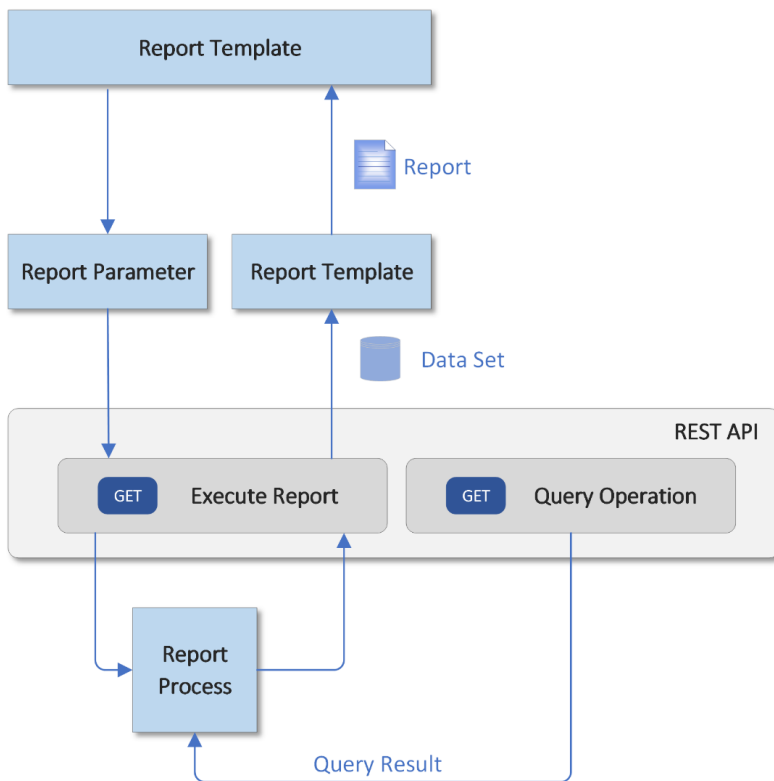 Report Template
Report
Report Parameter
Report Template
Data Set
REST API
GET Execute Report
GET Query Operation
Report
Process
Query Result